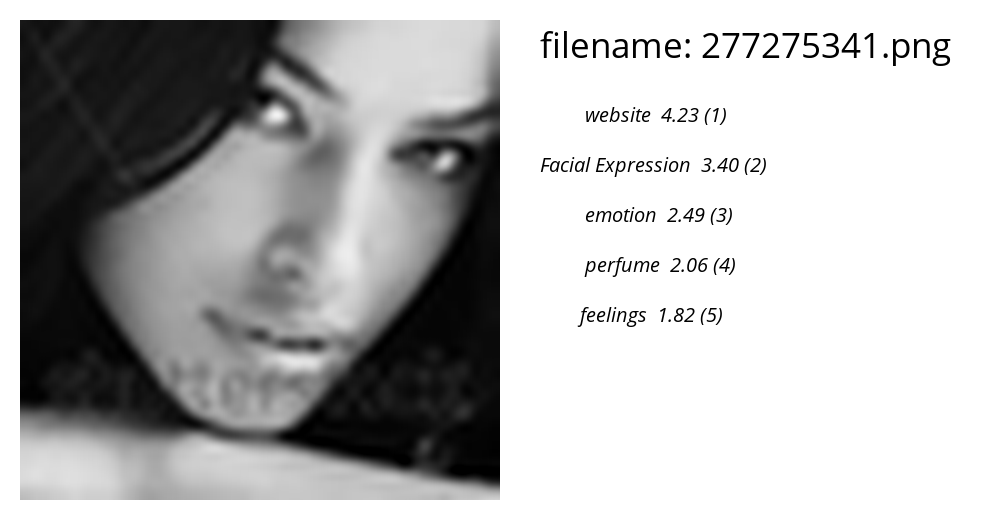 filename: 277275341.png
website 4.23 (1)
Facial Expression 3.40 (2)
emotion 2.49 (3)
perfume 2.06 (4)
feelings 1.82 (5)